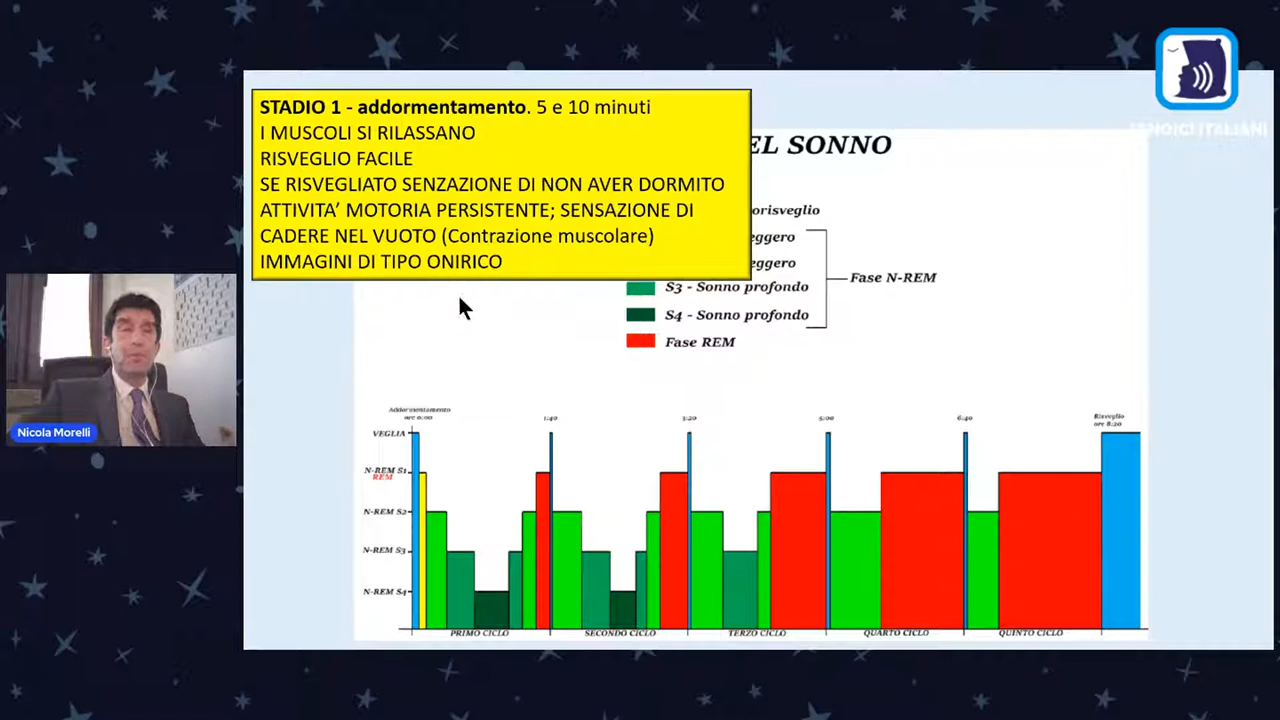 STADIO 1 - addormentamento. 5 e 10 minuti
I MUSCOLI SI RILASSANO
RISVEGLIO FACILE
SE RISVEGLIATO SENZAZIONE DI NON AVER DORMITO
ATTIVITA’ MOTORIA PERSISTENTE; SENSAZIONE DI
CADERE NEL VUOTO (Contrazione muscolare)
IMMAGINI DI TIPO ONIRICO
EL SONNO
ITALIANI
orisveglio
eggero
eggero
S3 - Sonno profondo
S4 - Sonno profondo
Fase REM
Fase N-REM
Nicola Morelli
Addormentamento
ore 0:00
1:40
3:20
5:00
6:40
Risveglio
ore 8:20
VEGLIA
N-REM S1
REM
N-REM S2
N-REM S3
N-REM S4
PRIMO CICLO
SECONDO CICLO
TERZO CICLO
QUARTO CICLO
QUINTO CICLO